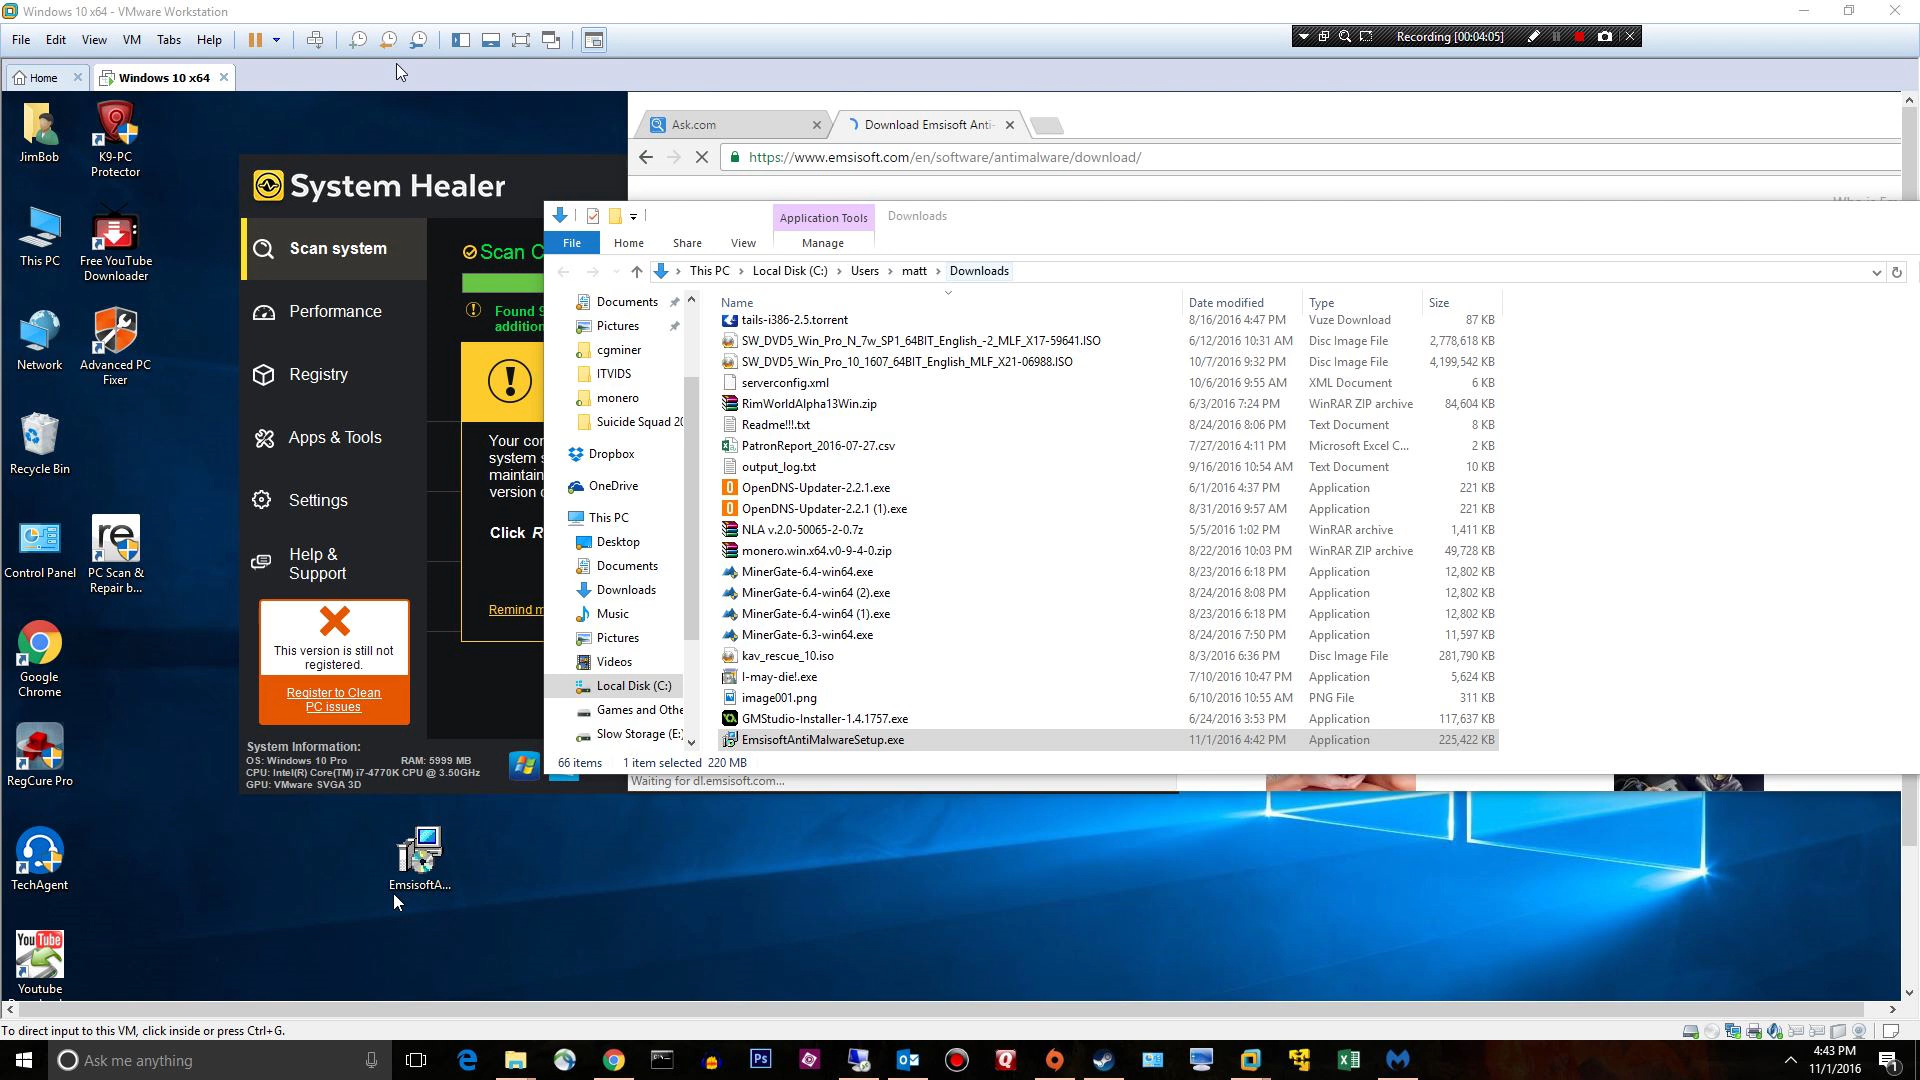 Windows 10 x64 - VMware Workstation
File Edit View VM Tabs Help
Recording [00:04:05]
Home
Windows 10 x64
JimBob
K9-PC
Protector
This PC
Free YouTube
Downloader
Network
Advanced PC
Fixer
Recycle Bin
Control Panel
re
PC Scan &
Repair b...
Google
Chrome
RegCure Pro
TechAgent
You Tube
Youtube
EmsisoftA...
System Healer
Scan system
Performance
Registry
Apps & Tools
Settings
Help &
Support
This version is still not
registered.
Register to Clean
PC issues
System Information:
OS: Windows 10 Pro RAM: 5999 MB
CPU: Intel(R) Core(TM) i7-4770K CPU @ 3.50GHz
GPU: VMware SVGA 3D
Scan C
Found 9
addition
!
Your con
system s
maintain
version o
Click R
Remind m
Ask.com
Download Emsisoft Anti-
https://www.emsisoft.com/en/software/antimalware/download/
Application Tools
Downloads
File Home Share View Manage
This PC Local Disk (C:) Users matt Downloads
Documents
Pictures
cgminer
ITVIDS
monero
Suicide Squad 20
Dropbox
OneDrive
This PC
Desktop
Documents
Downloads
Music
Pictures
Videos
Local Disk (C:)
Games and Othe
Slow Storage (E:)
Name Date modified Type Size
tails-i386-2.5.torrent 8/16/2016 4:47 PM Vuze Download 87 KB
SW_DVD5_Win_Pro_N_7w_SP1_64BIT_English_-2_MLF_X17-59641.ISO 6/12/2016 10:31 AM Disc Image File 2,778,618 KB
SW_DVD5_Win_Pro_10_1607_64BIT_English_MLF_X21-06988.ISO 10/7/2016 9:32 PM Disc Image File 4,199,542 KB
serverconfig.xml 10/6/2016 9:55 AM XML Document 6 KB
RimWorldAlpha13Win.zip 6/3/2016 7:24 PM WinRAR ZIP archive 84,604 KB
Readme!!!.txt 8/24/2016 8:06 PM Text Document 8 KB
PatronReport_2016-07-27.csv 7/27/2016 4:11 PM Microsoft Excel C... 2 KB
output_log.txt 9/16/2016 10:54 AM Text Document 10 KB
OpenDNS-Updater-2.2.1.exe 6/1/2016 4:37 PM Application 221 KB
OpenDNS-Updater-2.2.1 (1).exe 8/31/2016 9:57 AM Application 221 KB
NLA v.2.0-50065-2-0.7z 5/5/2016 1:02 PM WinRAR archive 1,411 KB
monero.win.x64.v0-9-4-0.zip 8/22/2016 10:03 PM WinRAR ZIP archive 49,728 KB
MinerGate-6.4-win64.exe 8/23/2016 6:18 PM Application 12,802 KB
MinerGate-6.4-win64 (2).exe 8/24/2016 8:08 PM Application 12,802 KB
MinerGate-6.4-win64 (1).exe 8/23/2016 6:18 PM Application 12,802 KB
MinerGate-6.3-win64.exe 8/24/2016 7:50 PM Application 11,597 KB
kav_rescue_10.iso 8/3/2016 6:36 PM Disc Image File 281,790 KB
I-may-die!.exe 7/10/2016 10:47 PM Application 5,624 KB
image001.png 6/10/2016 10:55 AM PNG File 311 KB
GMStudio-Installer-1.4.1757.exe 6/24/2016 3:53 PM Application 117,637 KB
EmsisoftAntiMalwareSetup.exe 11/1/2016 4:42 PM Application 225,422 KB
66 items 1 item selected 220 MB
Waiting for dl.emsisoft.com...
To direct input to this VM, click inside or press Ctrl+G.
Ask me anything
Ps
4:43 PM
11/1/2016
1